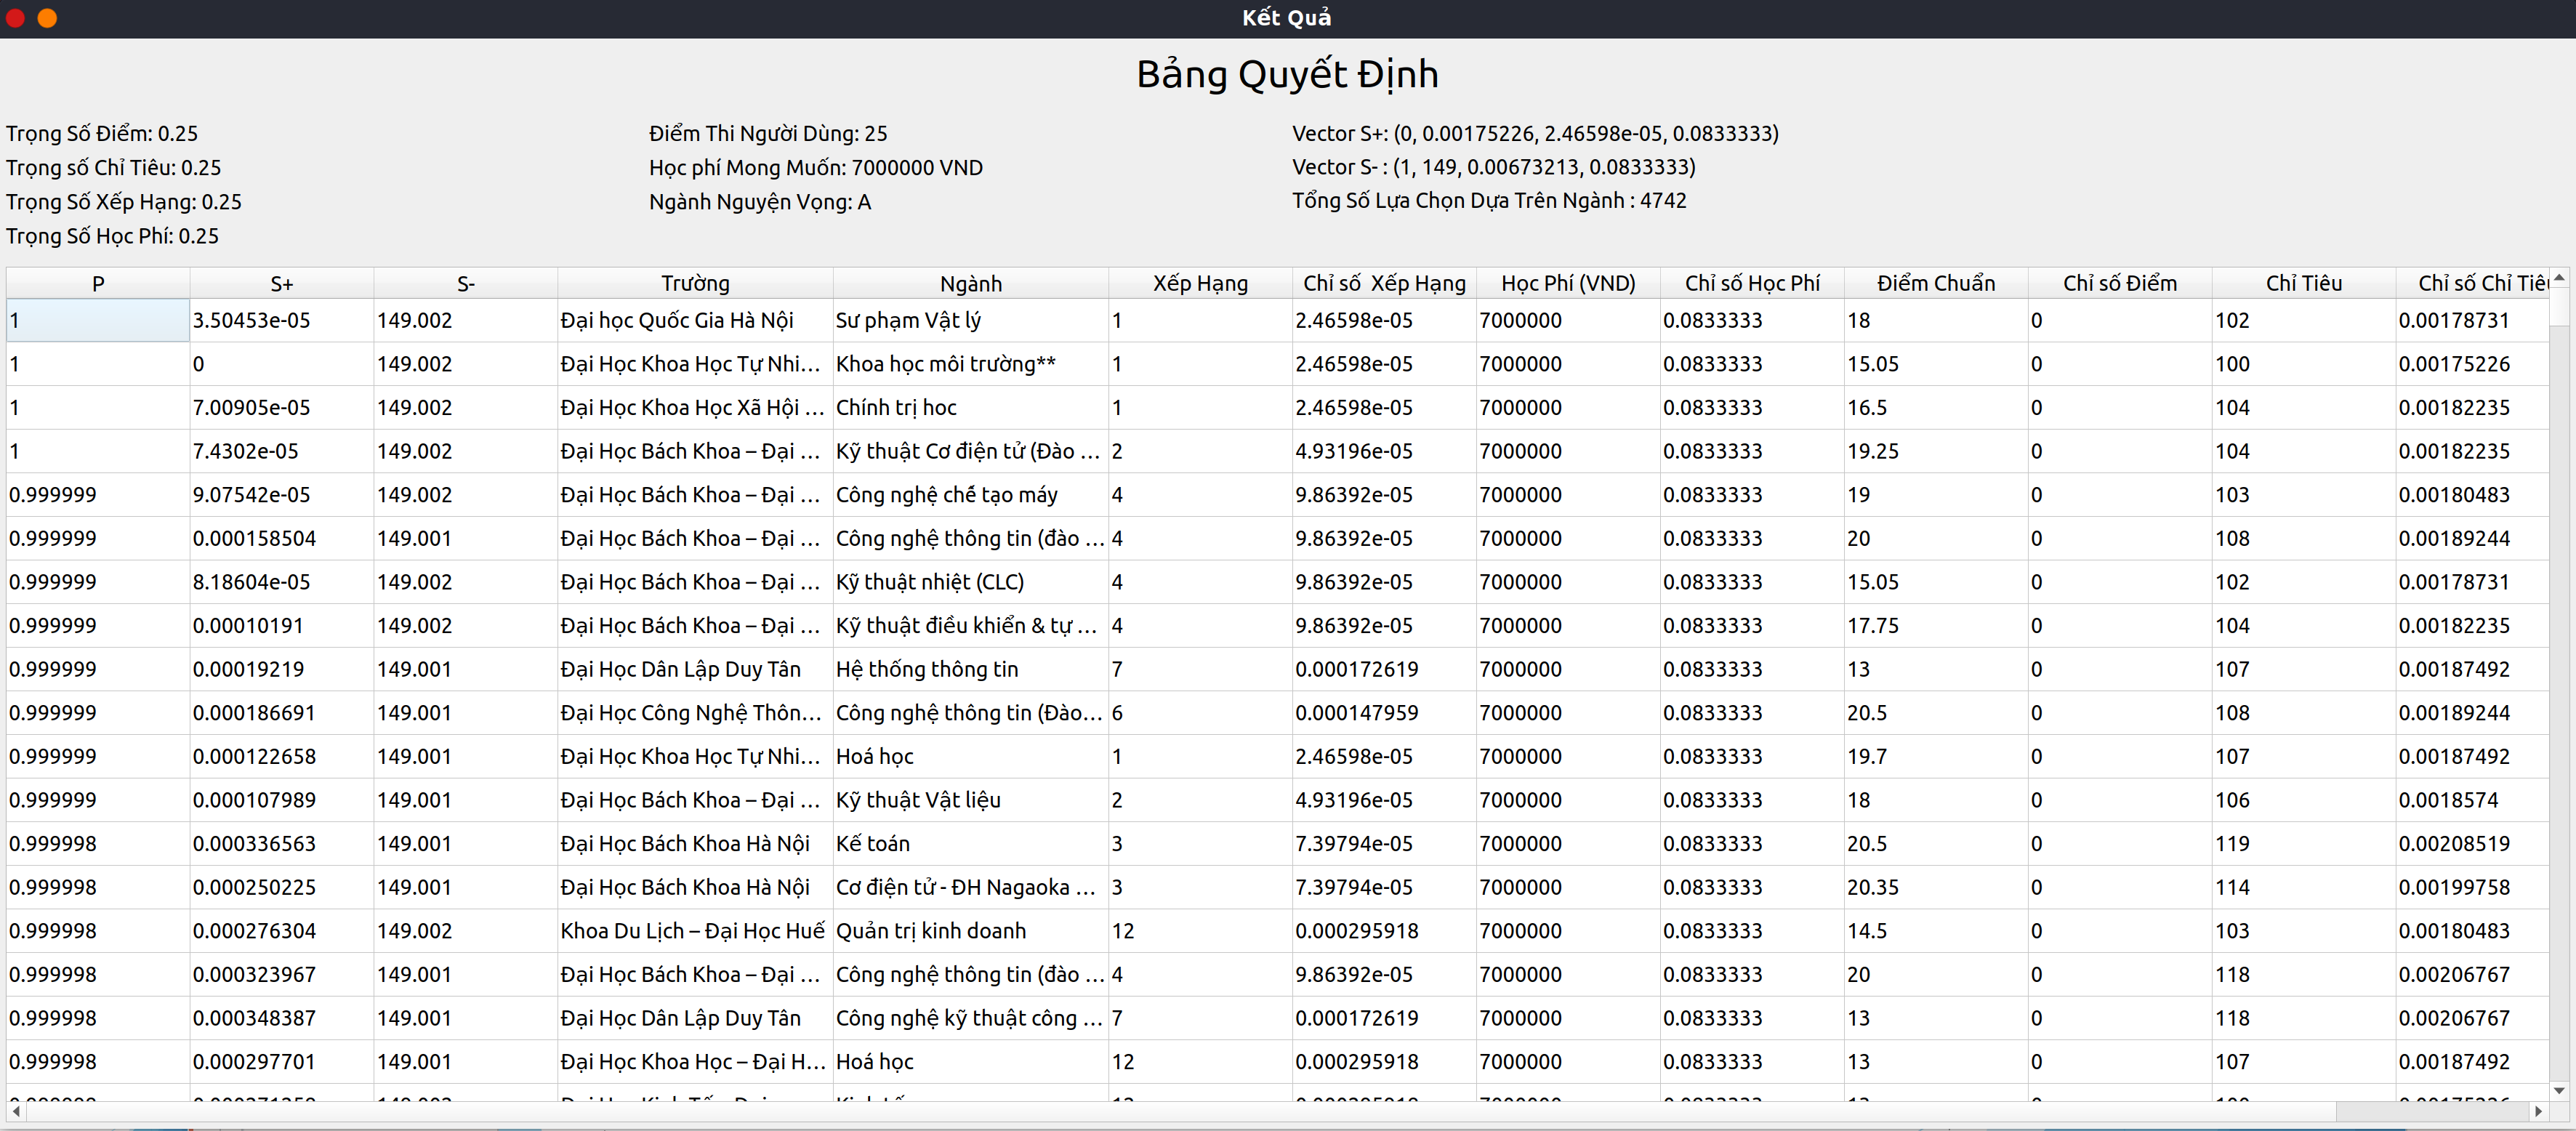 Kết Quả
Bảng Quyết Định
Trọng Số Điểm: 0.25 Điểm Thi Người Dùng: 25 Vector S+: (0, 0.00175226, 2.46598e-05, 0.0833333)
Trọng số Chỉ Tiêu: 0.25 Học phí Mong Muốn: 7000000 VND Vector S- : (1, 149, 0.00673213, 0.0833333)
Trọng Số Xếp Hạng: 0.25 Ngành Nguyện Vọng: A Tổng Số Lựa Chọn Dựa Trên Ngành : 4742
Trọng Số Học Phí: 0.25
P S+ S- Trường Ngành Xếp Hạng Chỉ số Xếp Hạng Học Phí (VND) Chỉ số Học Phí Điểm Chuẩn Chỉ số Điểm Chỉ Tiêu Chỉ số Chỉ Tiêu
1 3.50453e-05 149.002 Đại học Quốc Gia Hà Nội Sư phạm Vật lý 1 2.46598e-05 7000000 0.0833333 18 0 102 0.00178731
1 0 149.002 Đại Học Khoa Học Tự Nhi... Khoa học môi trường** 1 2.46598e-05 7000000 0.0833333 15.05 0 100 0.00175226
1 7.00905e-05 149.002 Đại Học Khoa Học Xã Hội ... Chính trị hoc 1 2.46598e-05 7000000 0.0833333 16.5 0 104 0.00182235
1 7.4302e-05 149.002 Đại Học Bách Khoa – Đại ... Kỹ thuật Cơ điện tử (Đào ... 2 4.93196e-05 7000000 0.0833333 19.25 0 104 0.00182235
0.999999 9.07542e-05 149.002 Đại Học Bách Khoa – Đại ... Công nghệ chế tạo máy 4 9.86392e-05 7000000 0.0833333 19 0 103 0.00180483
0.999999 0.000158504 149.001 Đại Học Bách Khoa – Đại ... Công nghệ thông tin (đào ... 4 9.86392e-05 7000000 0.0833333 20 0 108 0.00189244
0.999999 8.18604e-05 149.002 Đại Học Bách Khoa – Đại ... Kỹ thuật nhiệt (CLC) 4 9.86392e-05 7000000 0.0833333 15.05 0 102 0.00178731
0.999999 0.00010191 149.002 Đại Học Bách Khoa – Đại ... Kỹ thuật điều khiển & tự ... 4 9.86392e-05 7000000 0.0833333 17.75 0 104 0.00182235
0.999999 0.00019219 149.001 Đại Học Dân Lập Duy Tân Hệ thống thông tin 7 0.000172619 7000000 0.0833333 13 0 107 0.00187492
0.999999 0.000186691 149.001 Đại Học Công Nghệ Thôn... Công nghệ thông tin (Đào... 6 0.000147959 7000000 0.0833333 20.5 0 108 0.00189244
0.999999 0.000122658 149.001 Đại Học Khoa Học Tự Nhi... Hoá học 1 2.46598e-05 7000000 0.0833333 19.7 0 107 0.00187492
0.999999 0.000107989 149.001 Đại Học Bách Khoa – Đại ... Kỹ thuật Vật liệu 2 4.93196e-05 7000000 0.0833333 18 0 106 0.0018574
0.999998 0.000336563 149.001 Đại Học Bách Khoa Hà Nội Kế toán 3 7.39794e-05 7000000 0.0833333 20.5 0 119 0.00208519
0.999998 0.000250225 149.001 Đại Học Bách Khoa Hà Nội Cơ điện tử - ĐH Nagaoka ... 3 7.39794e-05 7000000 0.0833333 20.35 0 114 0.00199758
0.999998 0.000276304 149.002 Khoa Du Lịch – Đại Học Huế Quản trị kinh doanh 12 0.000295918 7000000 0.0833333 14.5 0 103 0.00180483
0.999998 0.000323967 149.001 Đại Học Bách Khoa – Đại ... Công nghệ thông tin (đào ... 4 9.86392e-05 7000000 0.0833333 20 0 118 0.00206767
0.999998 0.000348387 149.001 Đại Học Dân Lập Duy Tân Công nghệ kỹ thuật công ... 7 0.000172619 7000000 0.0833333 13 0 118 0.00206767
0.999998 0.000297701 149.001 Đại Học Khoa Học – Đại H... Hoá học 12 0.000295918 7000000 0.0833333 13 0 107 0.00187492